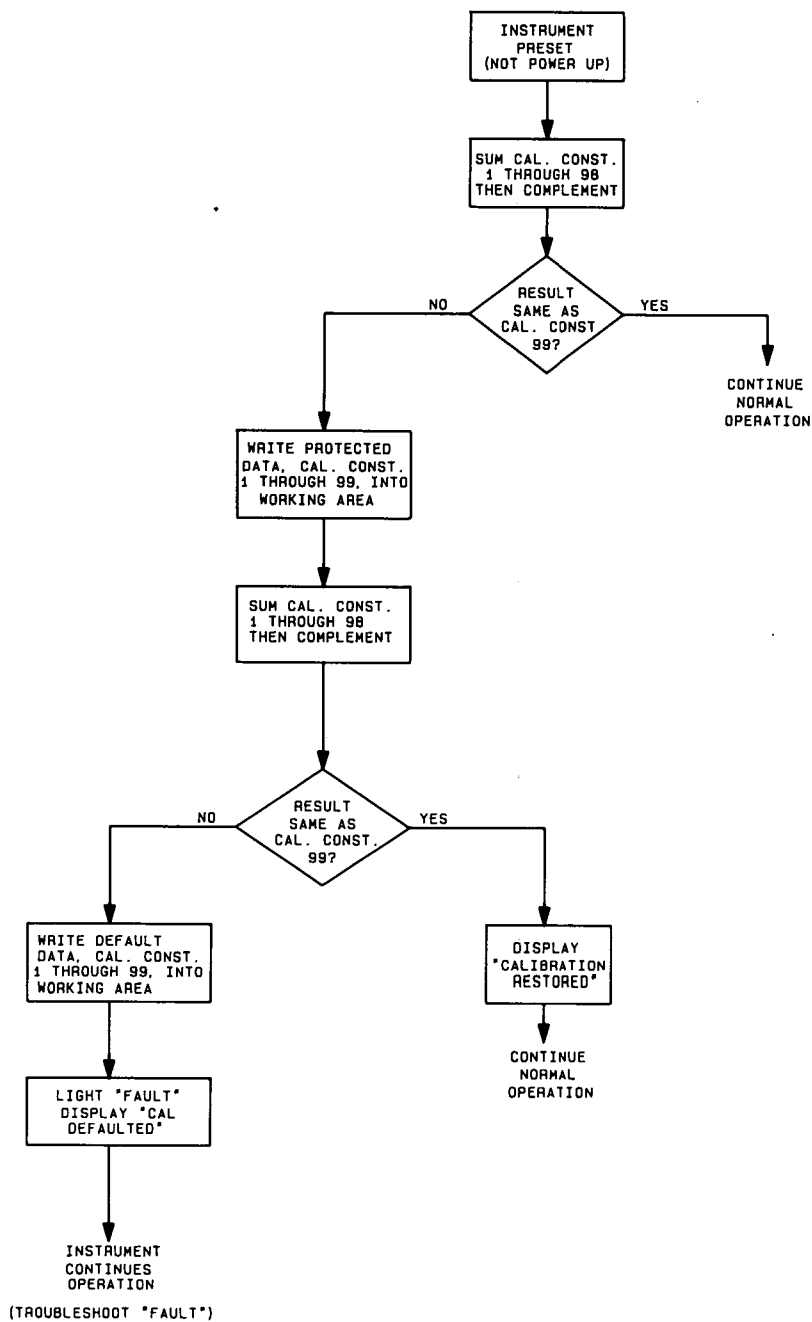 INSTRUMENT
PRESET
(NOT POWER UP)
SUM CAL. CONST.
1 THROUGH 98
THEN COMPLEMENT
RESULT
SAME AS
CAL. CONST
99?
NO
YES
CONTINUE
NORMAL
OPERATION
WRITE PROTECTED
DATA, CAL. CONST.
1 THROUGH 99, INTO
WORKING AREA
SUM CAL. CONST.
1 THROUGH 98
THEN COMPLEMENT
RESULT
SAME AS
CAL. CONST.
99?
NO
YES
WRITE DEFAULT
DATA, CAL. CONST.
1 THROUGH 99, INTO
WORKING AREA
DISPLAY
"CALIBRATION
RESTORED"
LIGHT "FAULT"
DISPLAY "CAL
DEFAULTED"
CONTINUE
NORMAL
OPERATION
INSTRUMENT
CONTINUES
OPERATION
(TROUBLESHOOT "FAULT")